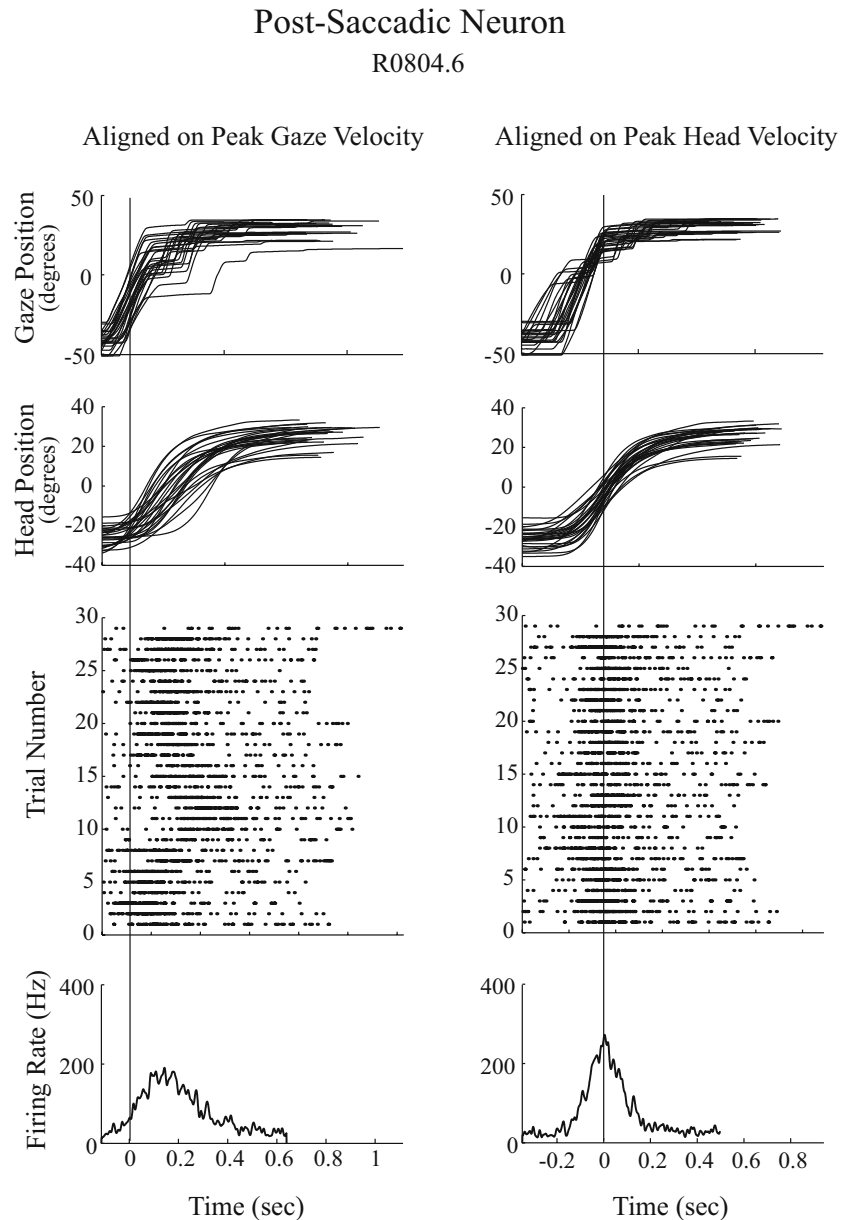 Post-Saccadic Neuron
R0804.6
Aligned on Peak Gaze Velocity
Aligned on Peak Head Velocity
Gaze Position
(degrees)
50
0
-50
50
0
-50
Head Position
(degrees)
40
20
0
-20
-40
40
20
0
-20
-40
Trial Number
30
25
20
15
10
5
0
30
25
20
15
10
5
0
Firing Rate (Hz)
400
200
0
400
200
0
0 0.2 0.4 0.6 0.8 1
-0.2 0 0.2 0.4 0.6 0.8
Time (sec)
Time (sec)